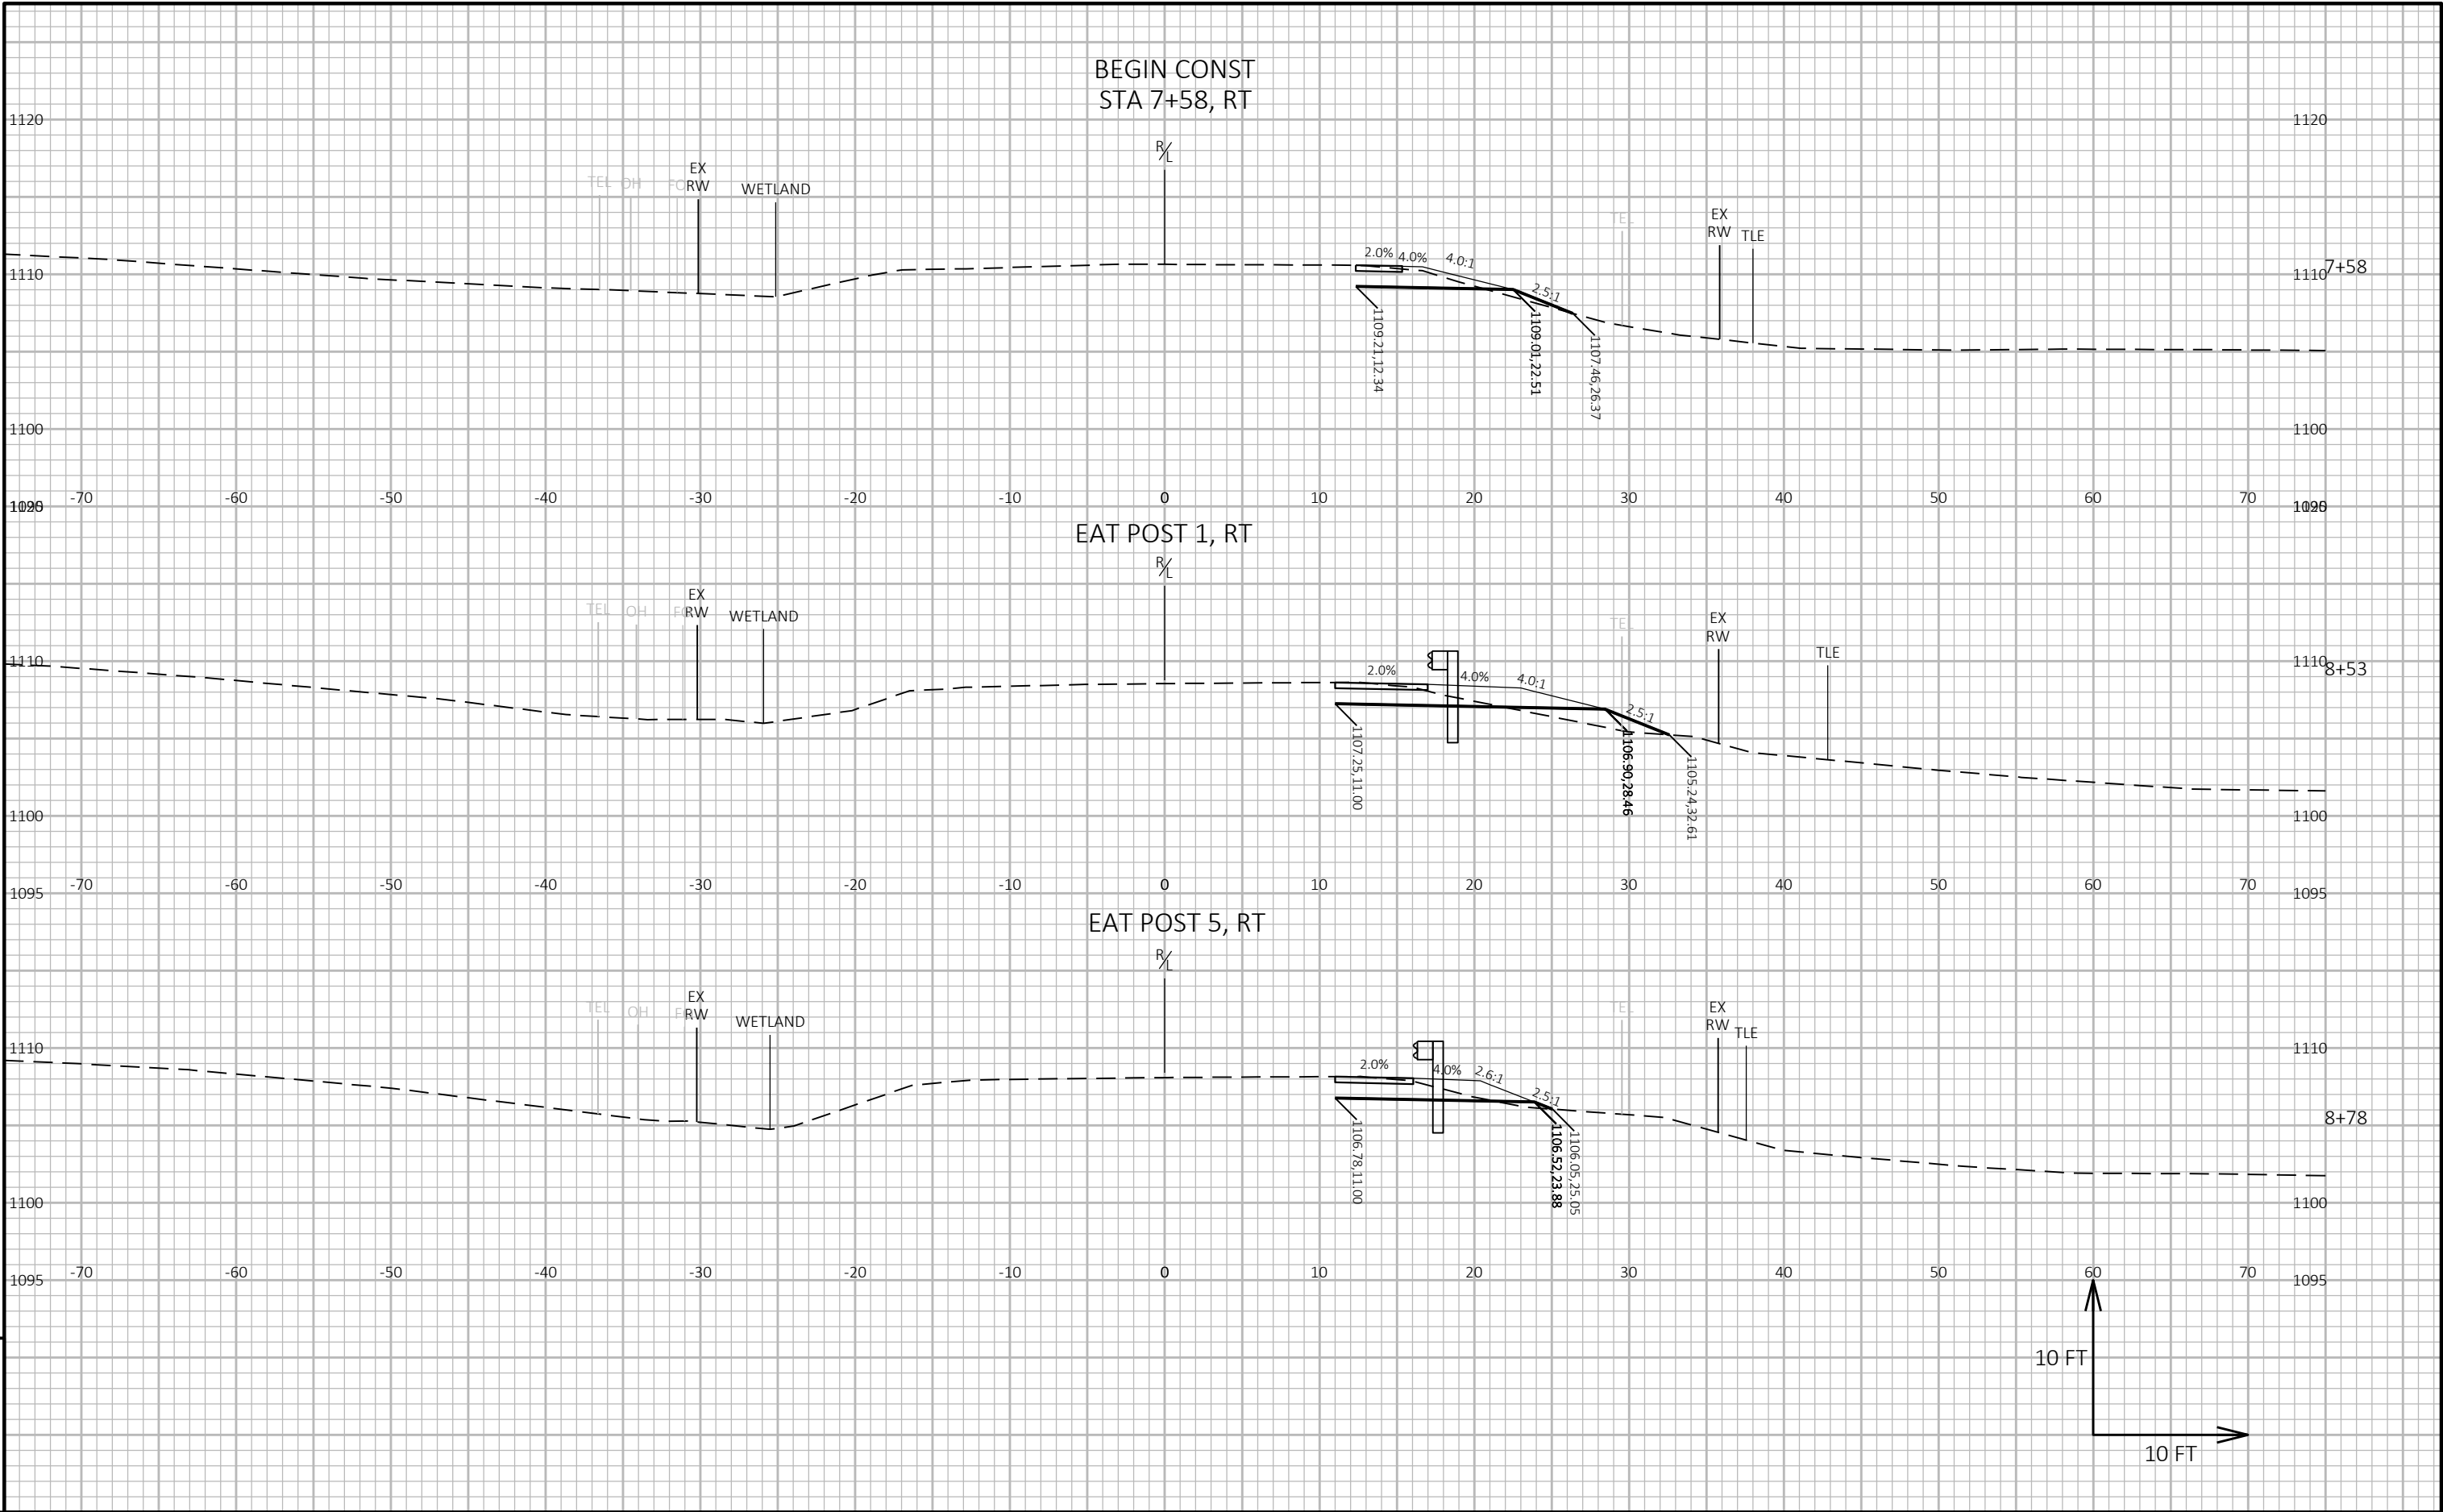 BEGIN CONST
STA 7+58, RT
1120 1120
R/L
EX
RW
TEL OH FO WETLAND
TEL
EX
RW
TLE
2.0% 4.0% 4.0:1
2.5:1
1110 1110 7+58
1109.21,12.34
1109.01,22.51
1107.46,26.37
1100 1100
-70 -60 -50 -40 -30 -20 -10 0 10 20 30 40 50 60 70
EAT POST 1, RT
R/L
EX
RW
TEL OH WETLAND
TEL
EX
RW
TLE
2.0% 4.0% 4.0:1
2.5:1
1110 1110 8+53
1107.25,11.00
1106.90,28.46
1105.24,32.61
1100 1100
-70 -60 -50 -40 -30 -20 -10 0 10 20 30 40 50 60 70
1095 1095
EAT POST 5, RT
R/L
EX
RW
TEL OH WETLAND
TEL
EX
RW
TLE
1110 1110
2.0% 4.0% 2.6:1
2.5:1
8+78
1106.78,11.00
1106.52,23.88
1106.05,25.05
1100 1100
-70 -60 -50 -40 -30 -20 -10 0 10 20 30 40 50 60 70
1095 1095
10 FT
10 FT